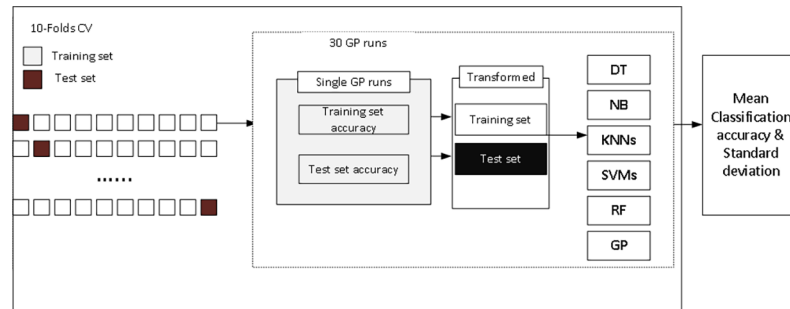 10-Folds CV
Training set
Test set
......
30 GP runs
Single GP runs
Training set
accuracy
Test set accuracy
Transformed
Training set
Test set
DT
NB
KNNs
SVMs
RF
GP
Mean
Classification
accuracy &
Standard
deviation